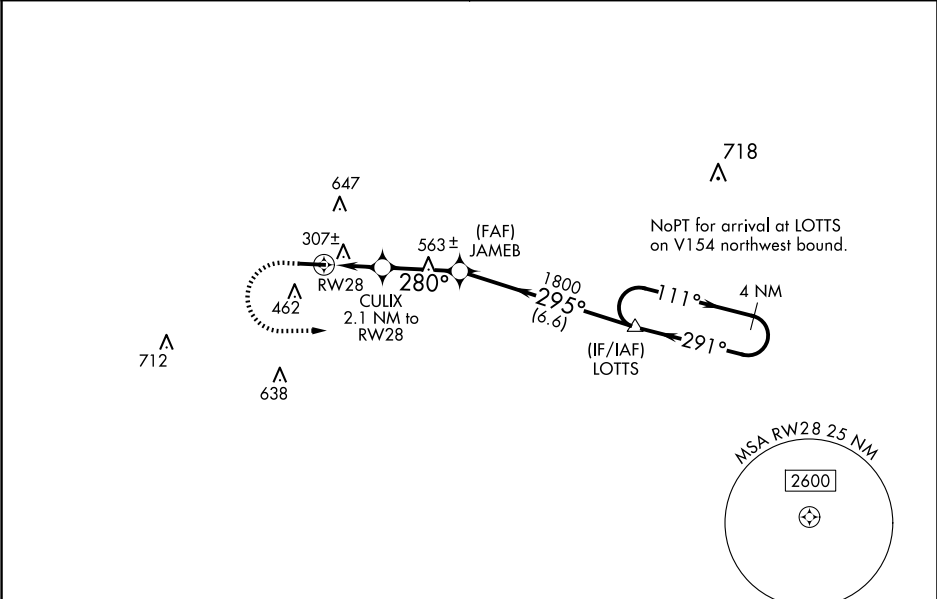 718
647
NoPT for arrival at LOTTS
on V154 northwest bound.
(FAF)
JAMEB
307±
563±
RW28
280°
1800
295°
(6.6)
111°
4 NM
462
CULIX
2.1 NM to
RW28
291°
(IF/IAF)
LOTTS
712
638
MSA RW28 25 NM
2600